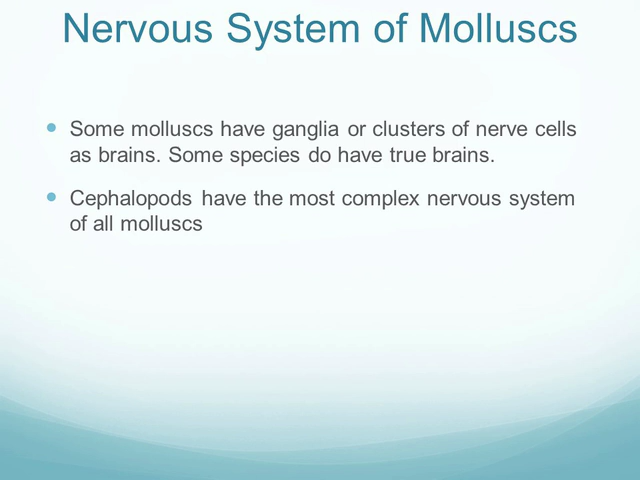 Nervous System of Molluscs
Some molluscs have ganglia or clusters of nerve cells
as brains. Some species do have true brains.
Cephalopods have the most complex nervous system
of all molluscs